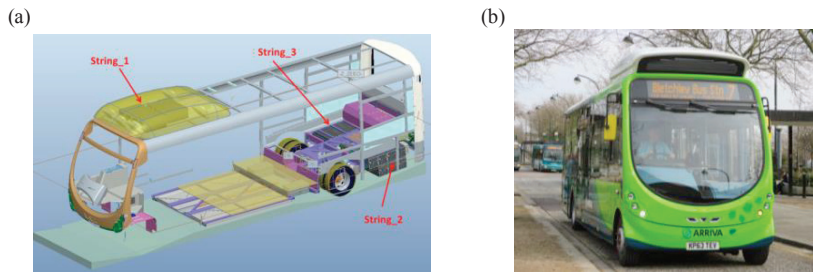 (a)
(b)
String_1
String_3
String_2
Bletchley Bus Stn 7
ARRIVA
KP63 TEV